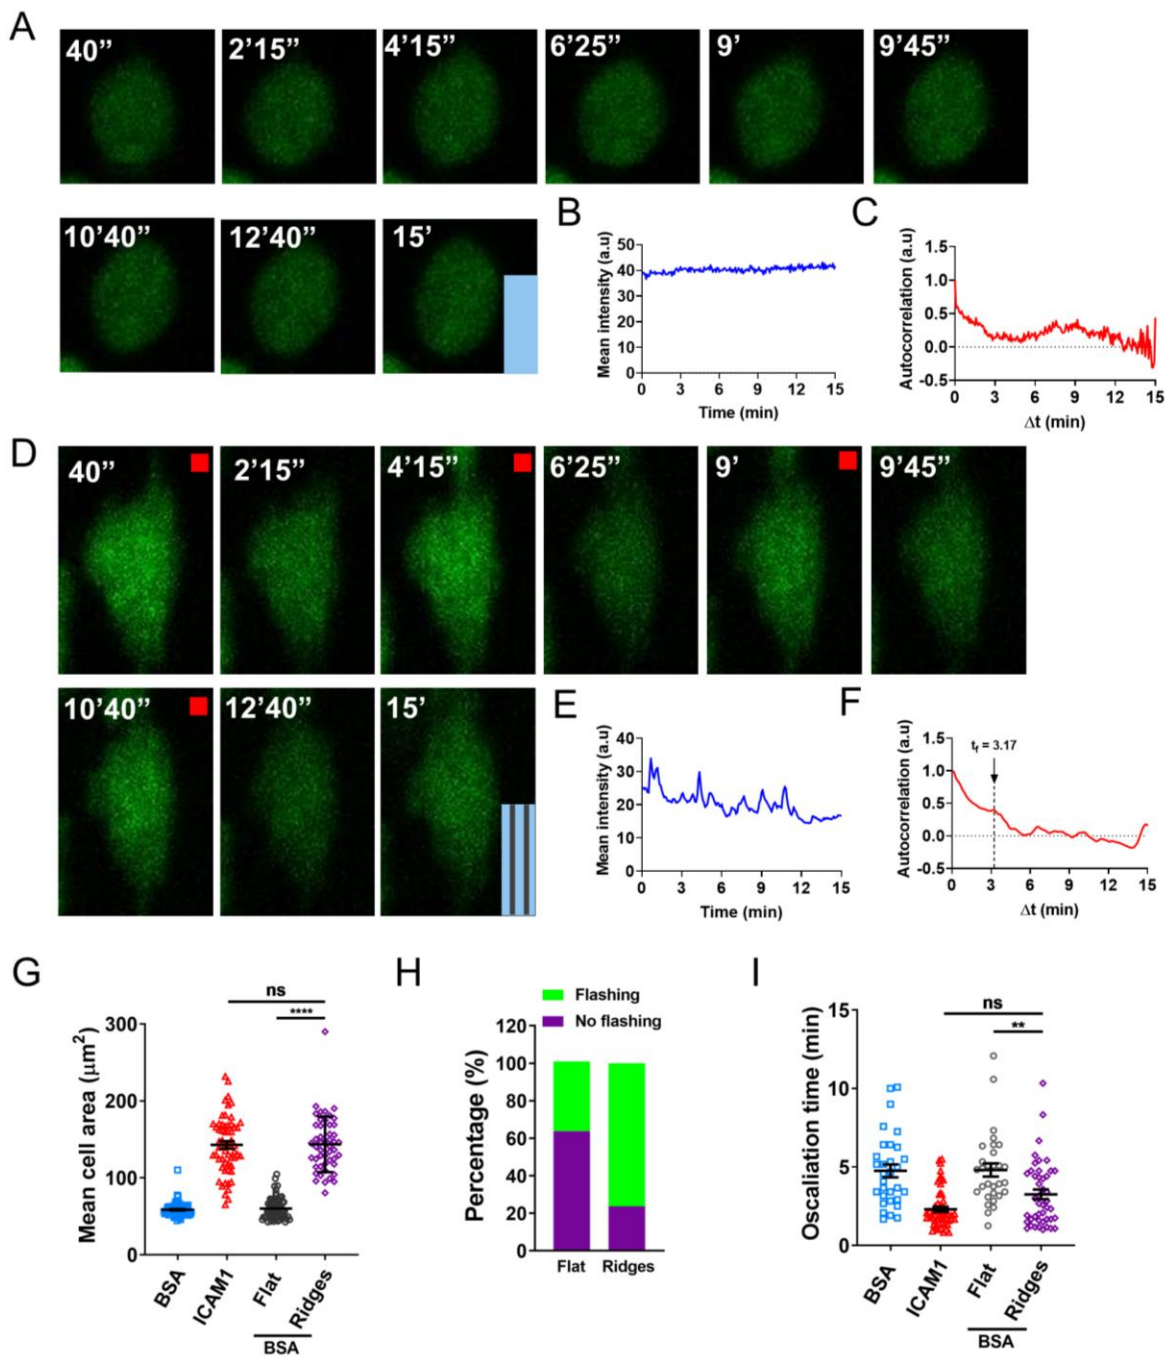 A
40” 2’15” 4’15” 6’25” 9’ 9’45”
10’40” 12’40” 15’
B
Mean intensity (a.u)
50
40
30
20
10
0
0 3 6 9 12 15
Time (min)
C
Autocorrelation (a.u)
1.5
1.0
0.5
0.0
-0.5
0 3 6 9 12 15
Δt (min)
D
40” 2’15” 4’15” 6’25” 9’ 9’45”
10’40” 12’40” 15’
E
Mean intensity (a.u)
40
30
20
10
0
0 3 6 9 12 15
Time (min)
F
Autocorrelation (a.u)
1.5
1.0
0.5
0.0
-0.5
tf = 3.17
0 3 6 9 12 15
Δt (min)
G
Mean cell area (μm²)
300
200
100
0
ns
****
BSA ICAM1 Flat Ridges
BSA
H
Flashing
No flashing
Percentage (%)
120
100
80
60
40
20
0
Flat Ridges
I
Oscaliation time (min)
15
10
5
0
ns
**
BSA ICAM1 Flat Ridges
BSA